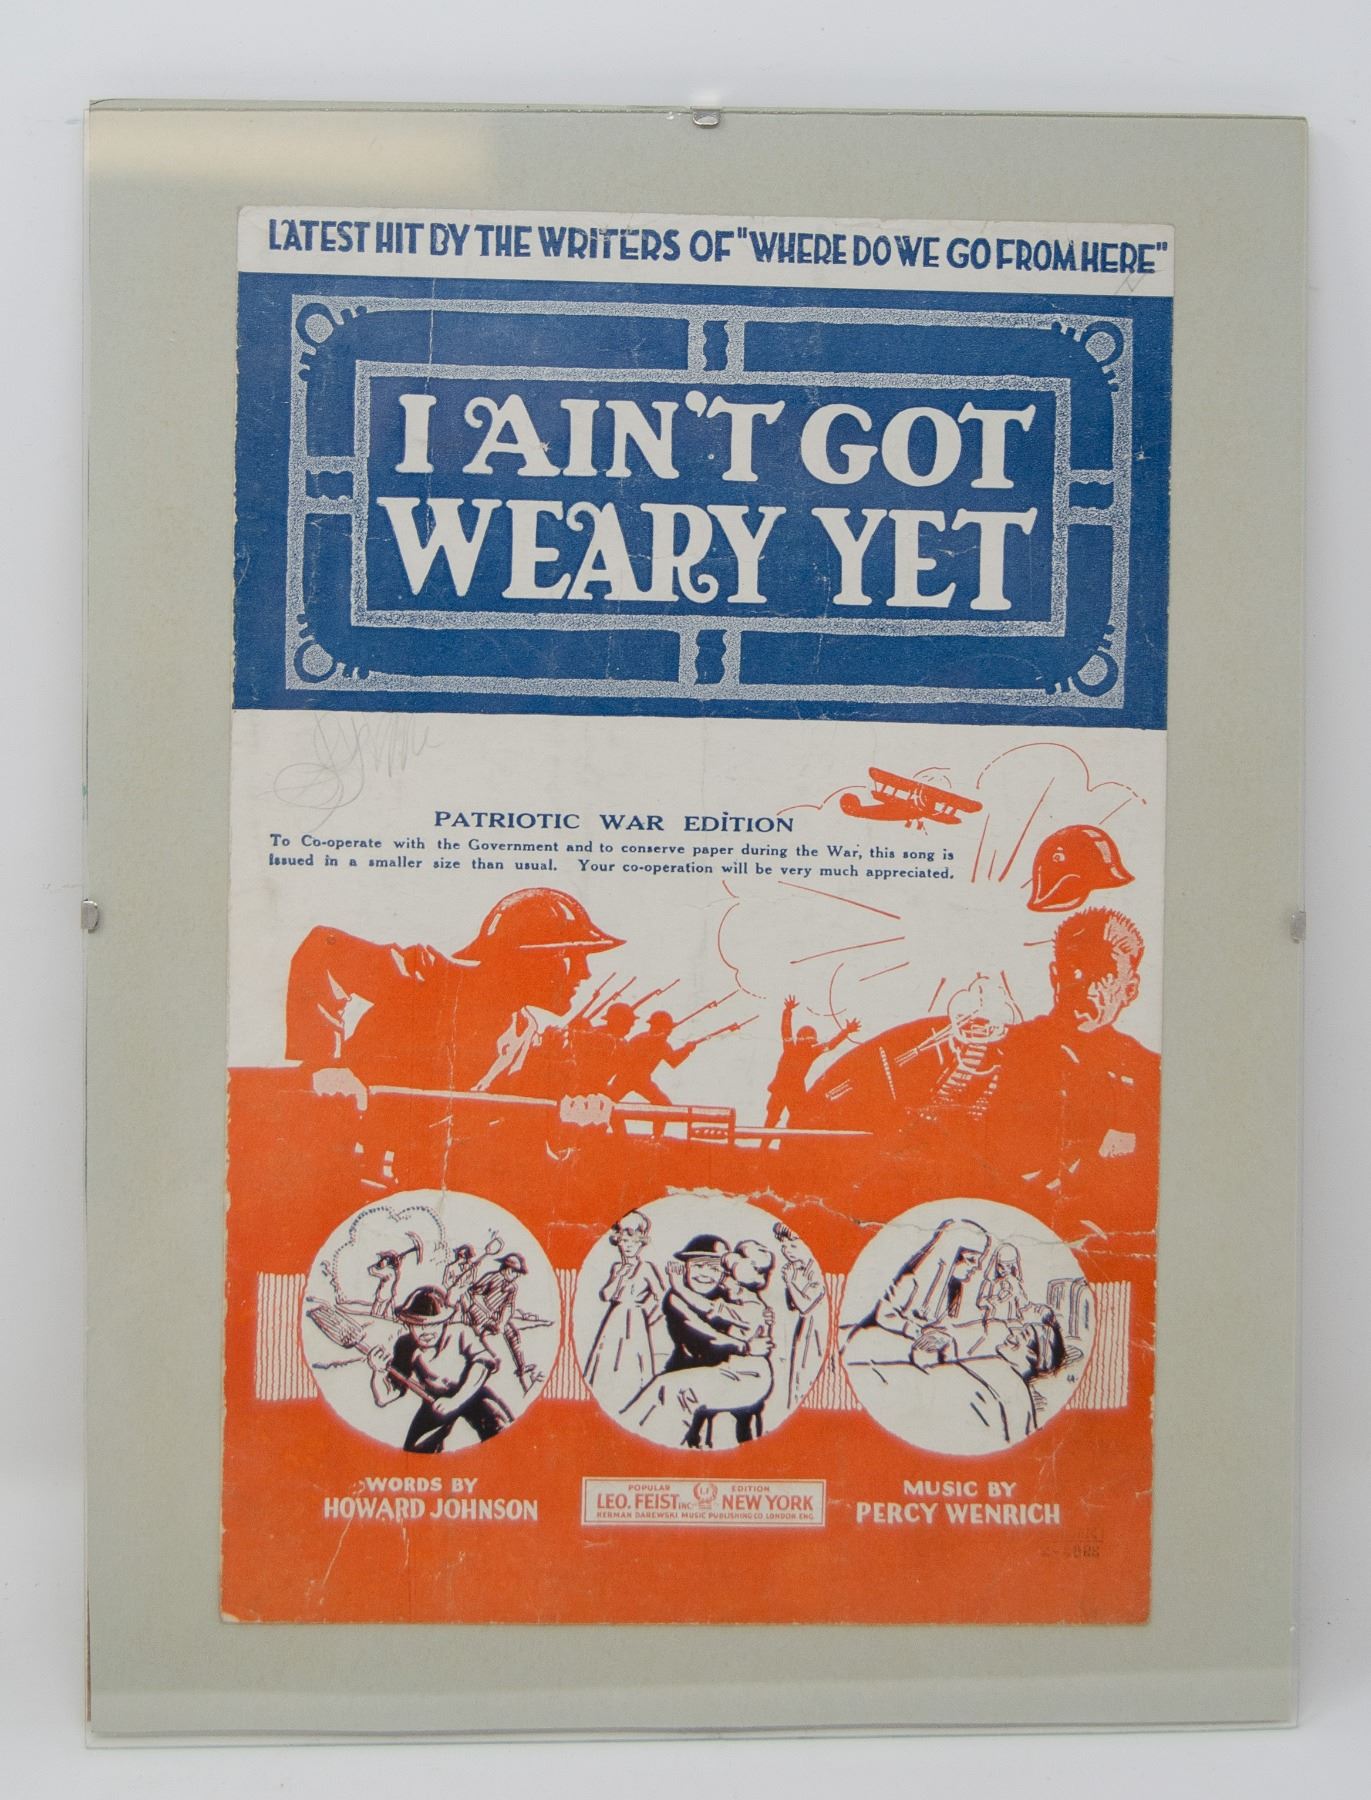 LATEST HIT BY THE WRITERS OF "WHERE DO WE GO FROM HERE"
I AIN'T GOT
WEARY YET
PATRIOTIC WAR EDITION
To Co-operate with the Government and to conserve paper during the War, this song is
issued in a smaller size than usual. Your co-operation will be very much appreciated.
WORDS BY
HOWARD JOHNSON
POPULAR EDITION
LEO. FEIST INC. NEW YORK
HERMAN DAREWSKI MUSIC PUBLISHING CO LONDON ENG.
MUSIC BY
PERCY WENRICH